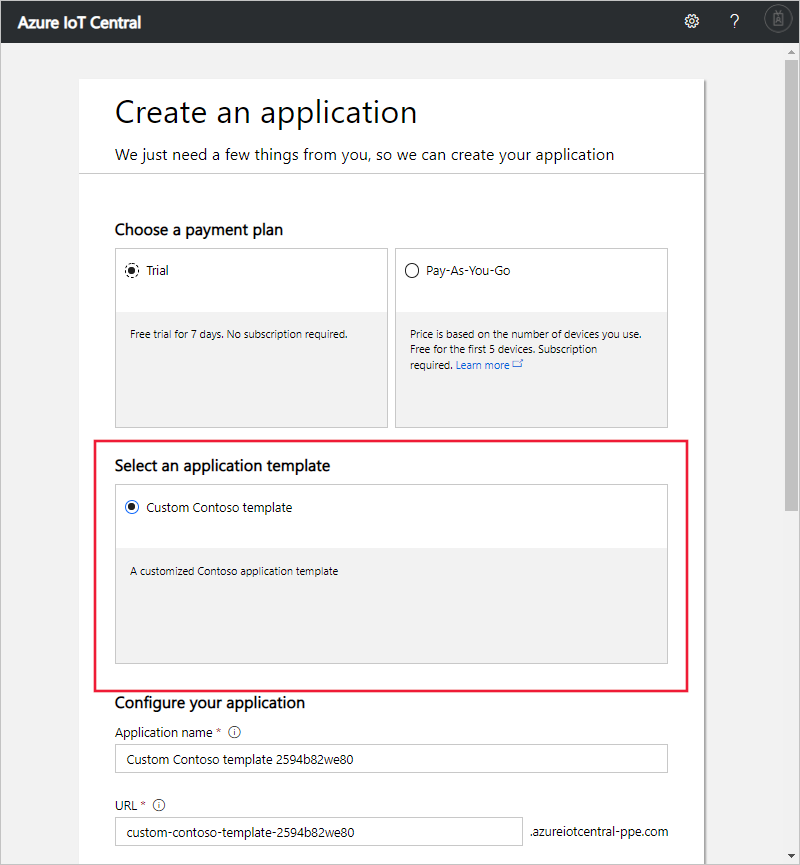 Azure IoT Central
?
Create an application
We just need a few things from you, so we can create your application
Choose a payment plan
Trial
Free trial for 7 days. No subscription required.
Pay-As-You-Go
Price is based on the number of devices you use.
Free for the first 5 devices. Subscription
required. Learn more
Select an application template
Custom Contoso template
A customized Contoso application template
Configure your application
Application name *
Custom Contoso template 2594b82we80
URL *
custom-contoso-template-2594b82we80 .azureiotcentral-ppe.com